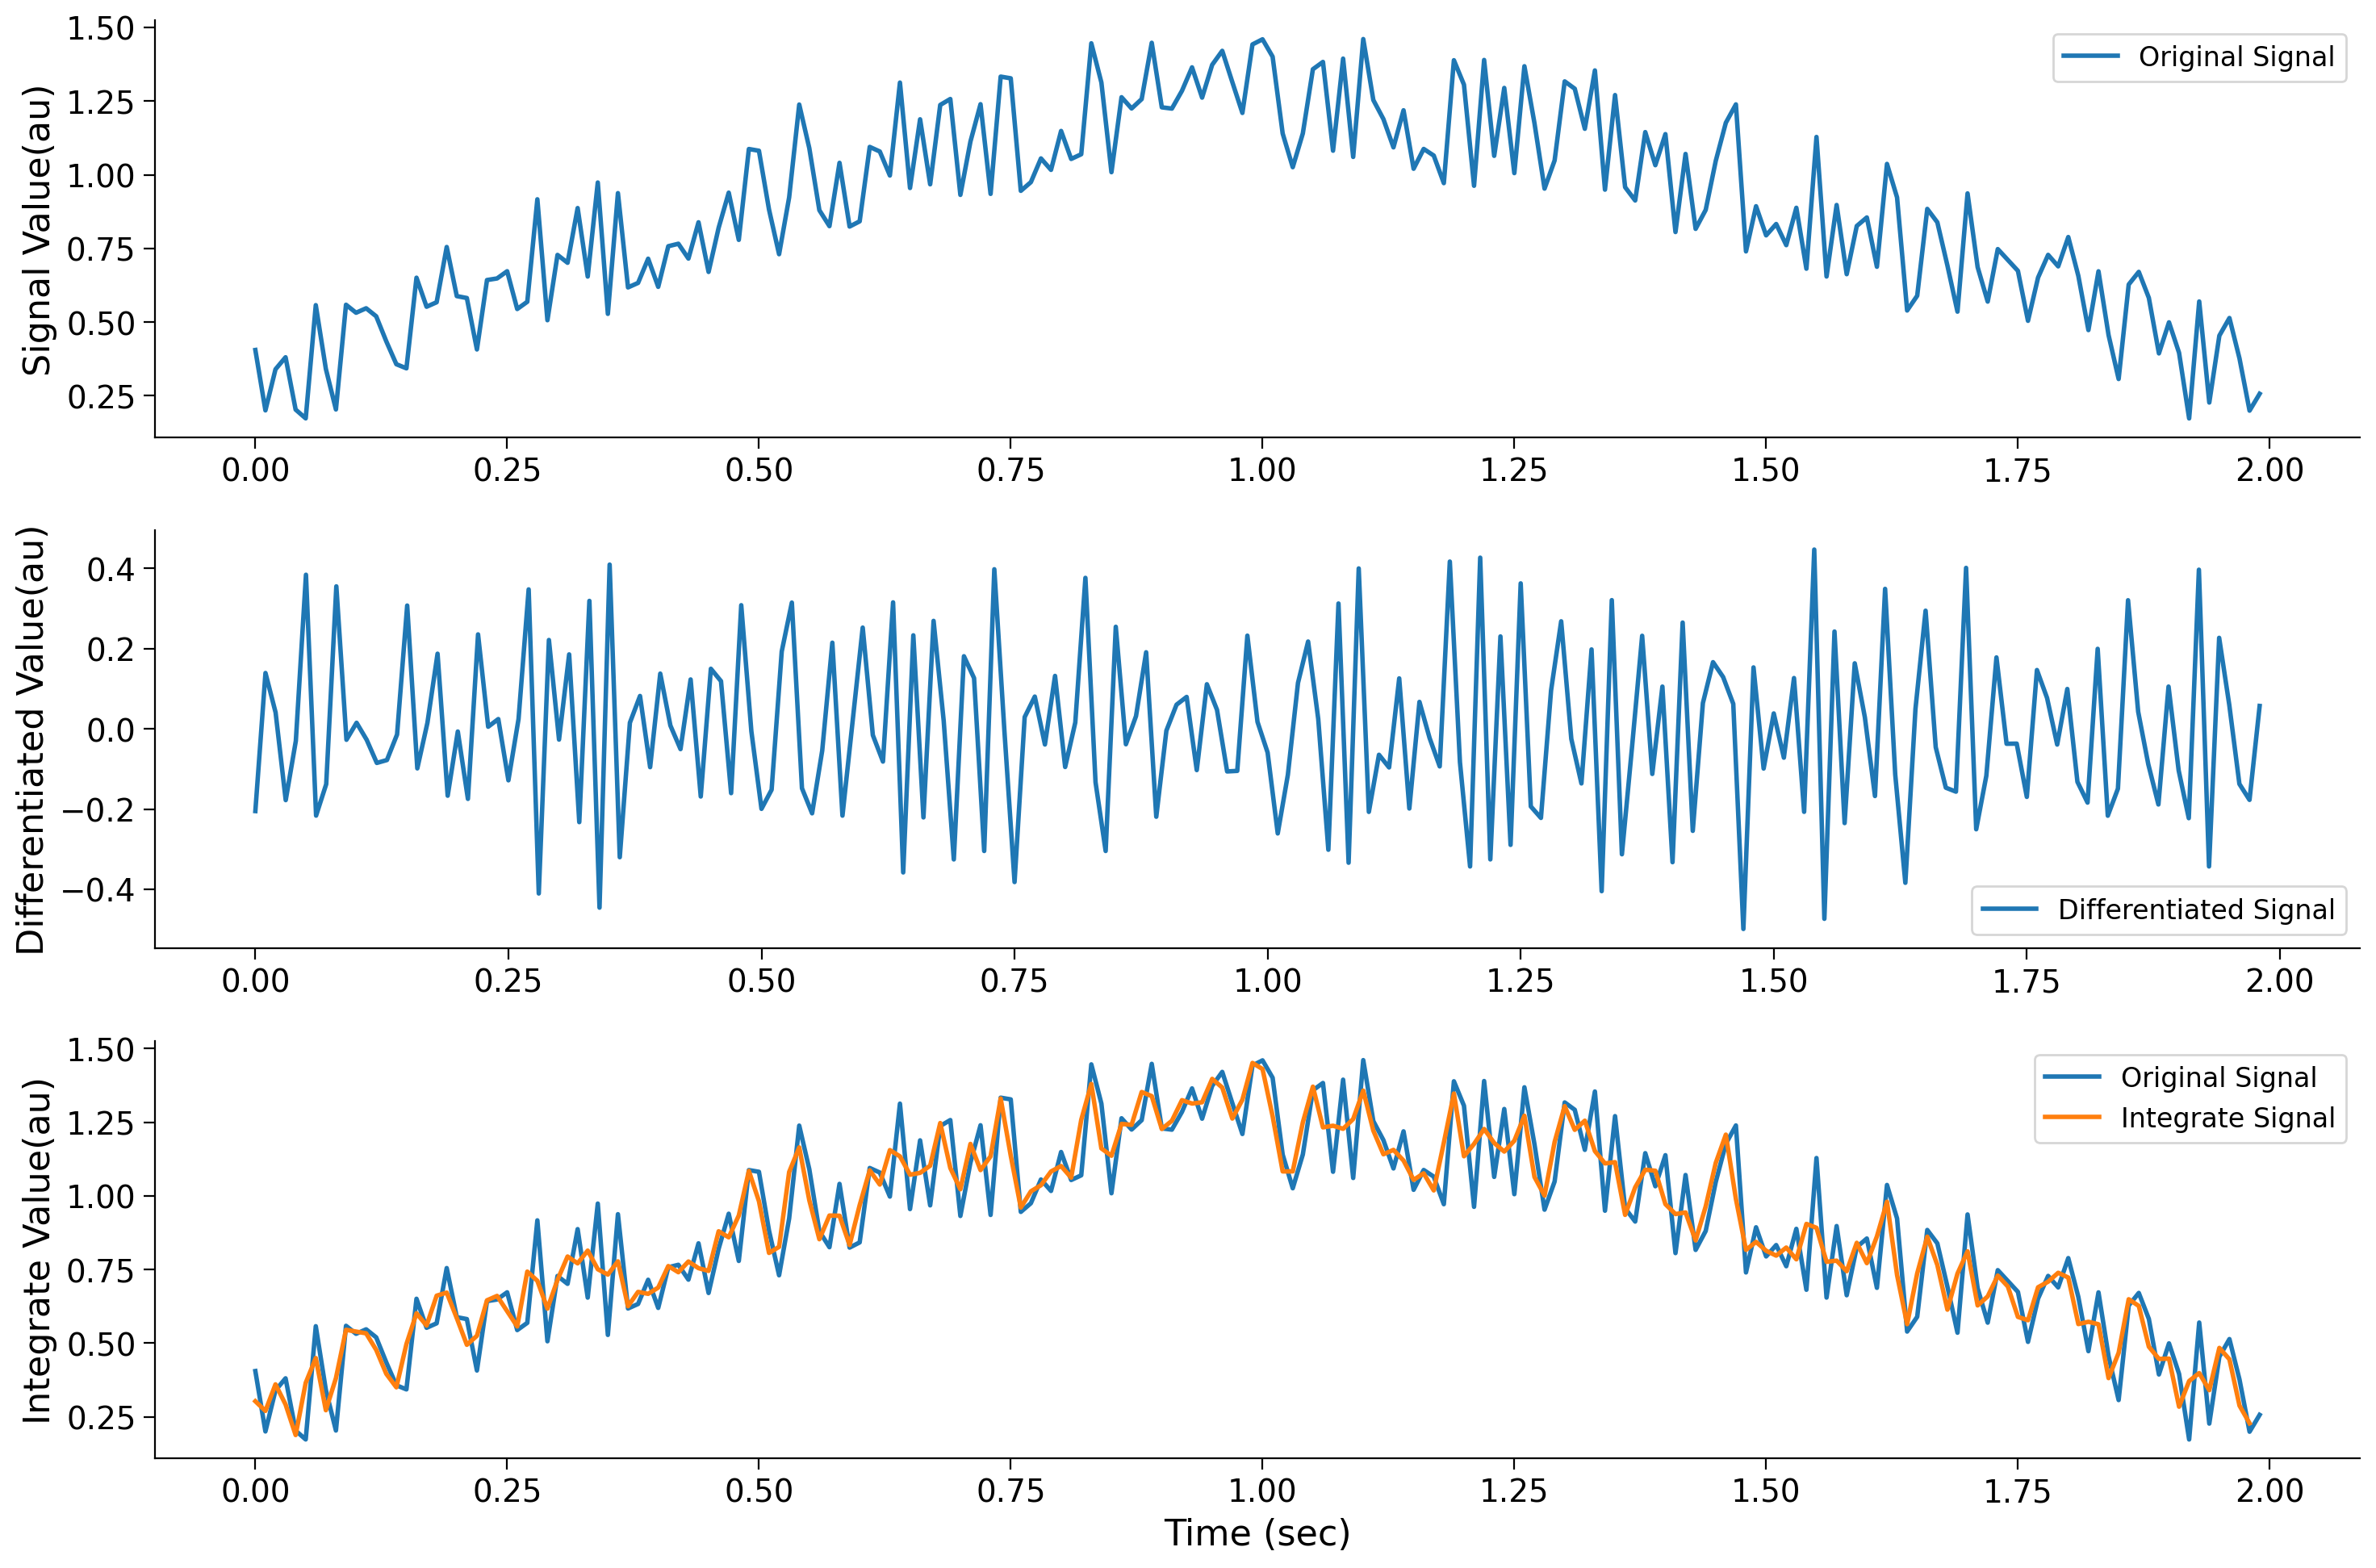 Signal Value(au)
1.50
1.25
1.00
0.75
0.50
0.25
Original Signal
0.00 0.25 0.50 0.75 1.00 1.25 1.50 1.75 2.00
Differentiated Value(au)
0.4
0.2
0.0
−0.2
−0.4
Differentiated Signal
0.00 0.25 0.50 0.75 1.00 1.25 1.50 1.75 2.00
Integrate Value(au)
1.50
1.25
1.00
0.75
0.50
0.25
Original Signal
Integrate Signal
0.00 0.25 0.50 0.75 1.00 1.25 1.50 1.75 2.00
Time (sec)